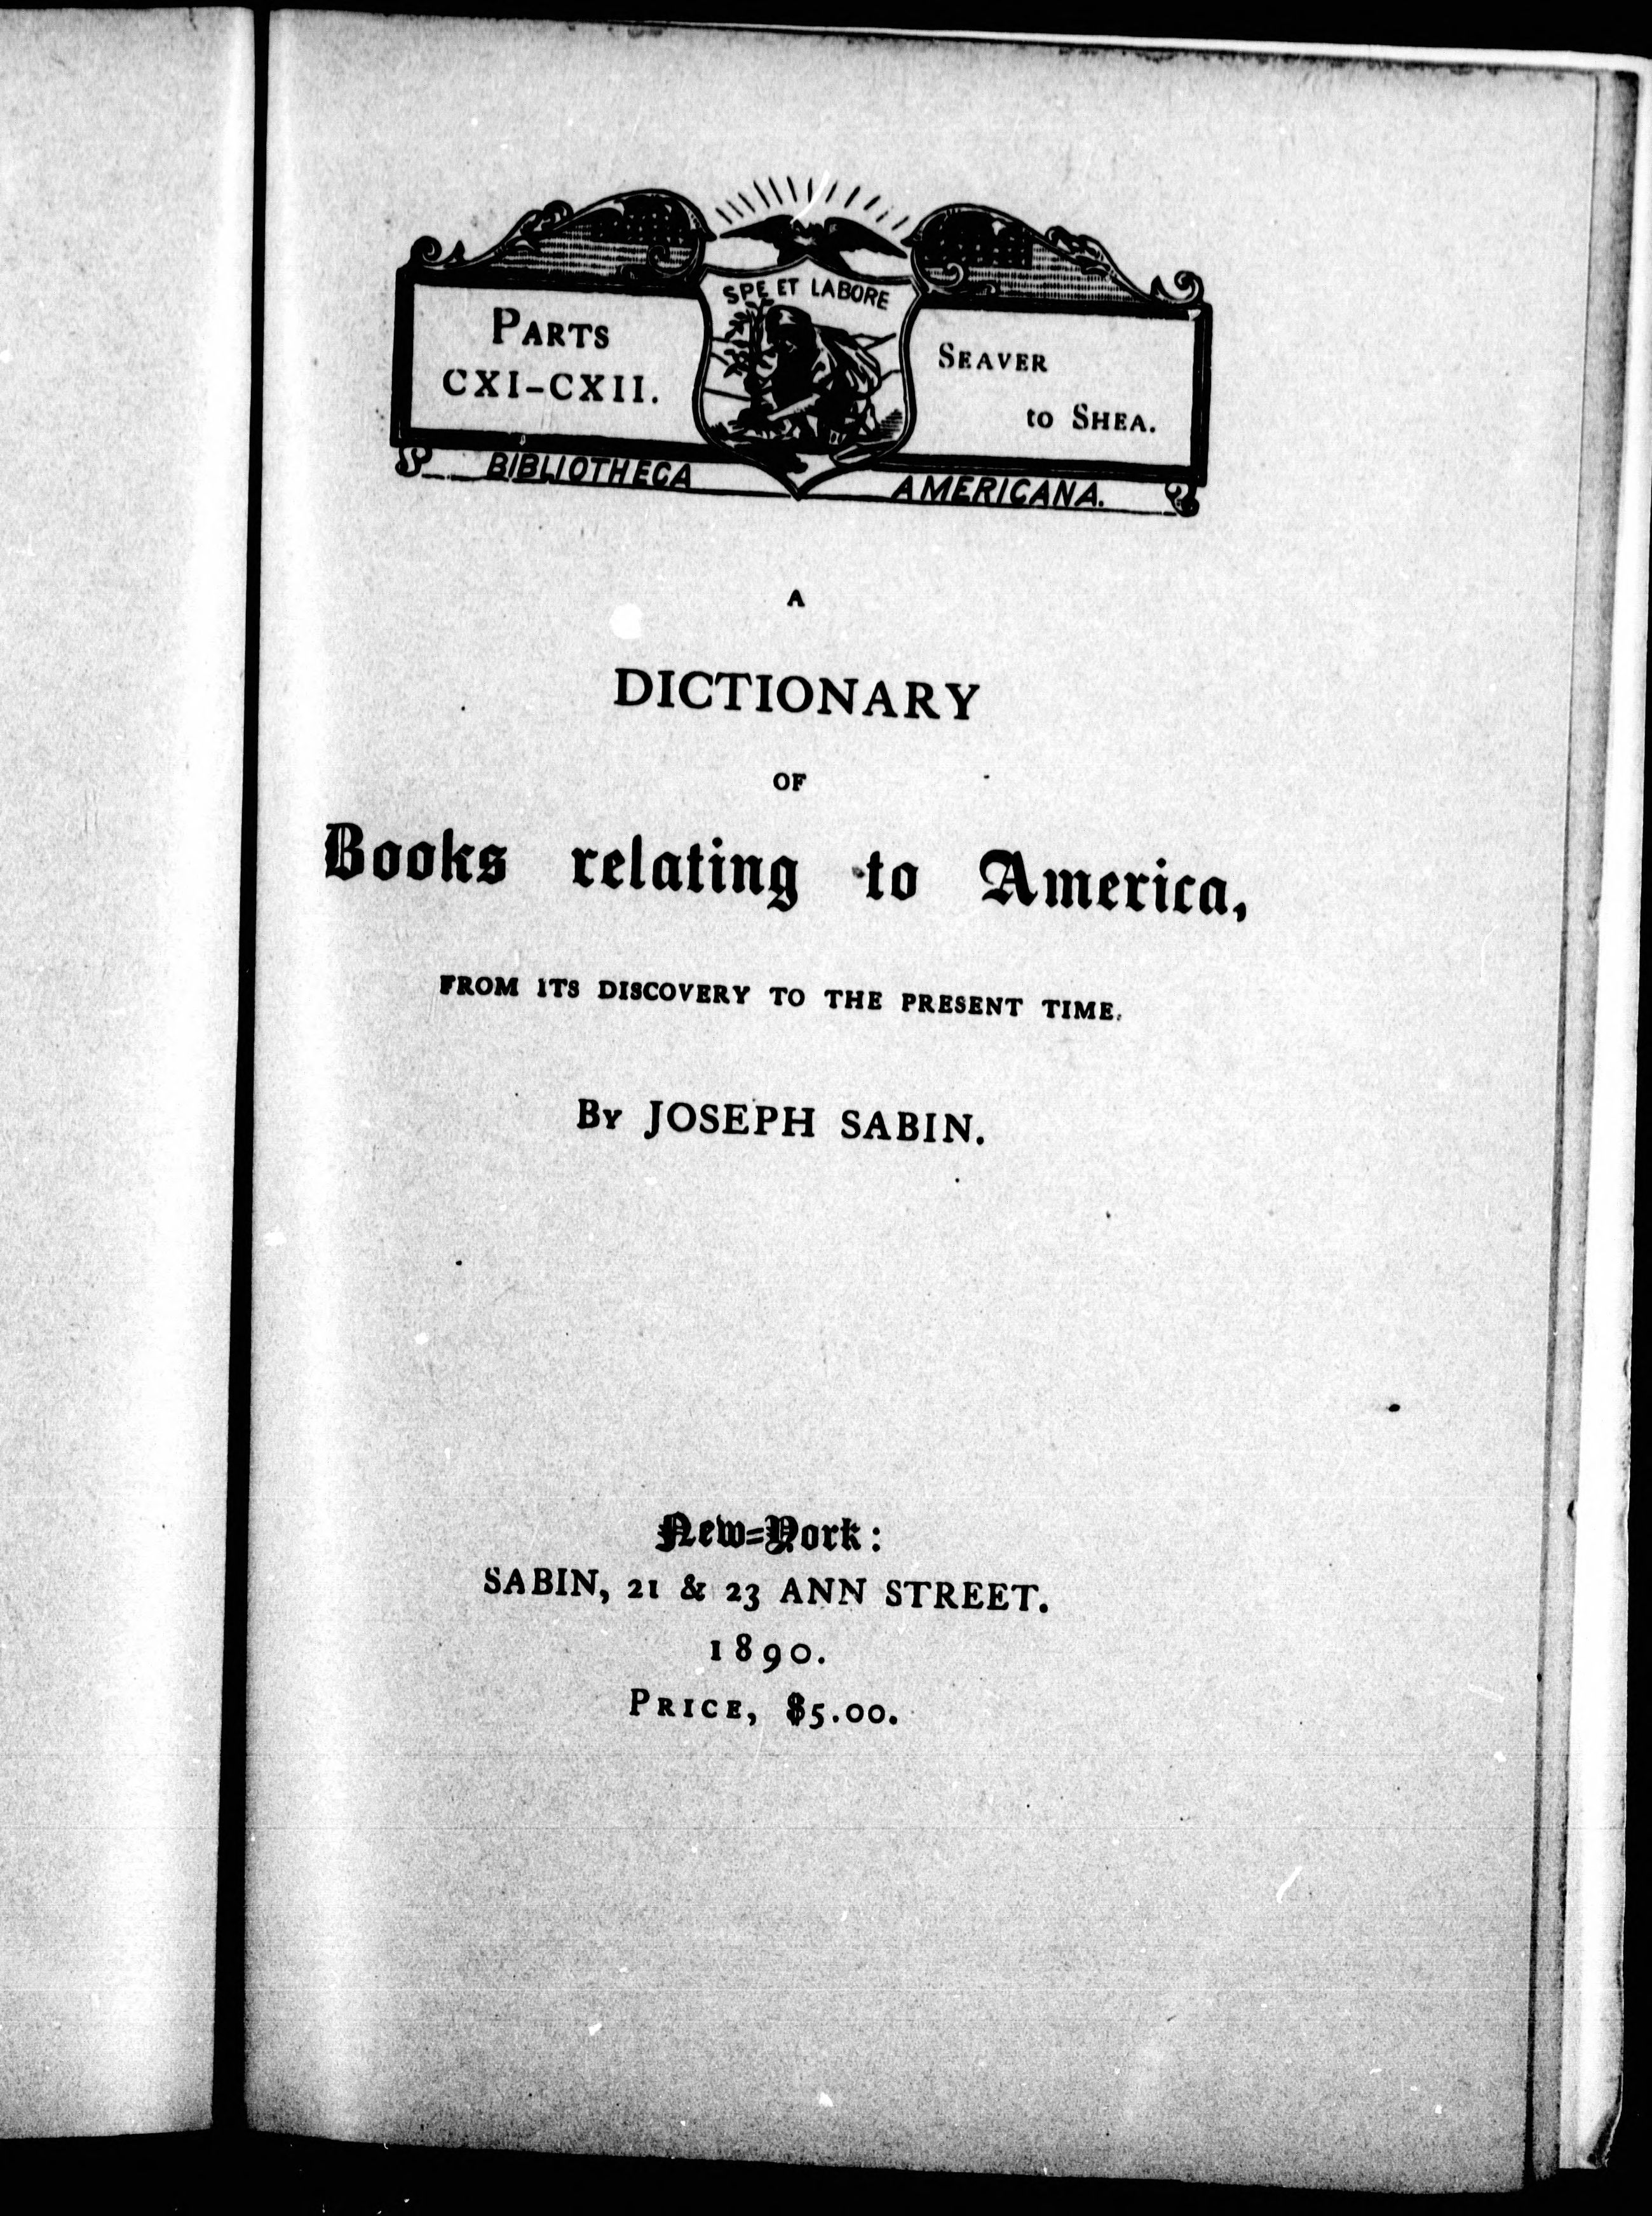 SPE ET LABORE
PARTS
CXI-CXII.
SEAVER
to SHEA.
BIBLIOTHECA AMERICANA.
A
DICTIONARY
OF
Books relating to America,
FROM ITS DISCOVERY TO THE PRESENT TIME.
BY JOSEPH SABIN.
New-York:
SABIN, 21 & 23 ANN STREET.
1890.
PRICE, $5.00.